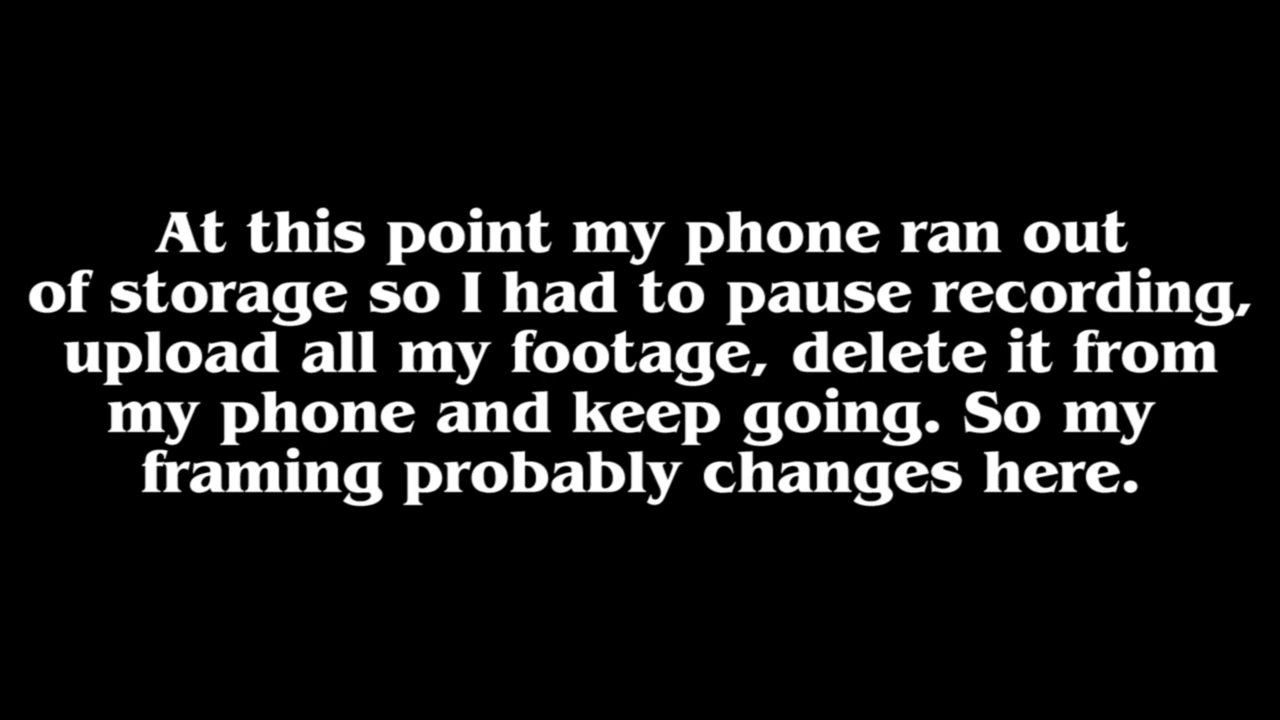 At this point my phone ran out
of storage so I had to pause recording,
upload all my footage, delete it from
my phone and keep going. So my
framing probably changes here.